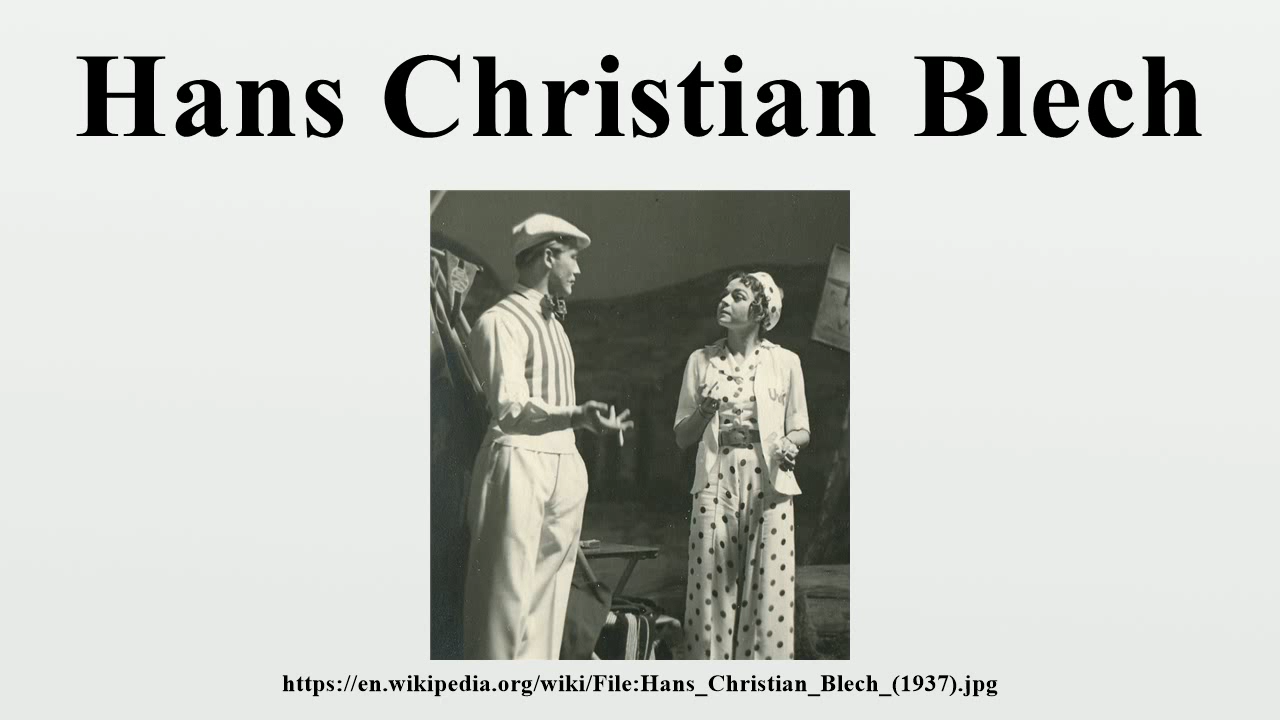 Hans Christian Blech
https://en.wikipedia.org/wiki/File:Hans_Christian_Blech_(1937).jpg